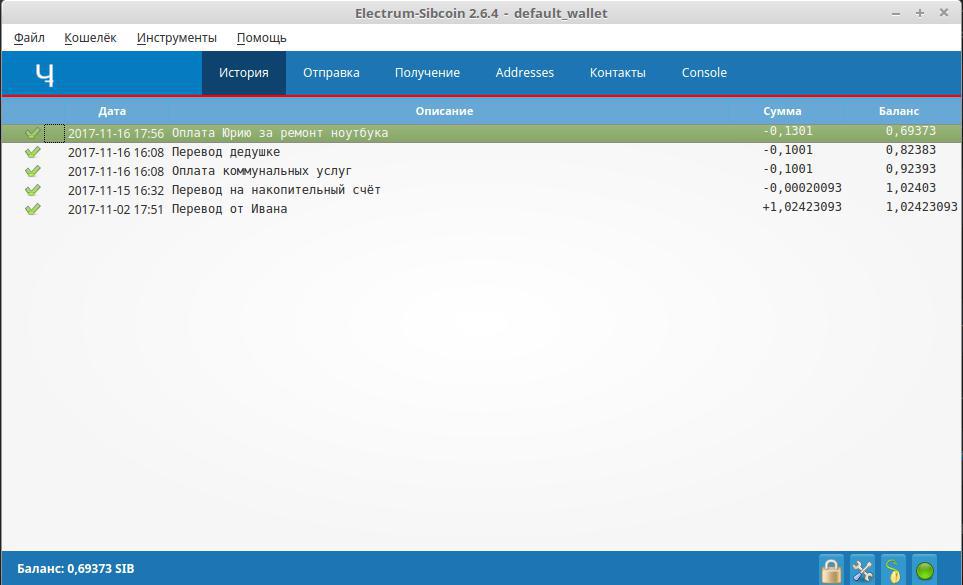 Electrum-Sibcoin 2.6.4 - default_wallet
Файл Кошелёк Инструменты Помощь
Ч История Отправка Получение Addresses Контакты Console
Дата Описание Сумма Баланс
2017-11-16 17:56 Оплата Юрию за ремонт ноутбука -0,1301 0,69373
2017-11-16 16:08 Перевод дедушке -0,1001 0,82383
2017-11-16 16:08 Оплата коммунальных услуг -0,1001 0,92393
2017-11-15 16:32 Перевод на накопительный счёт -0,00020093 1,02403
2017-11-02 17:51 Перевод от Ивана +1,02423093 1,02423093
Баланс: 0,69373 SIB